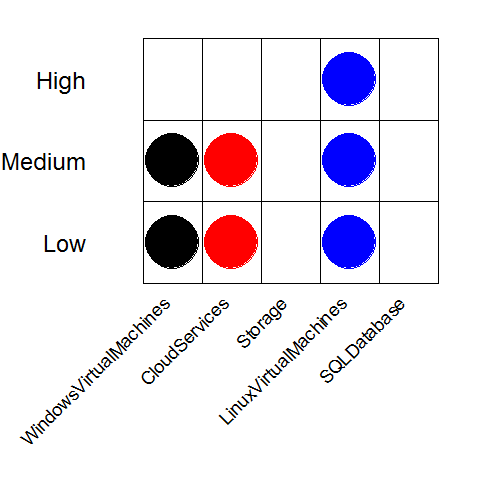 High
Medium
Low
WindowsVirtualMachines
CloudServices
Storage
LinuxVirtualMachines
SQLDatabase